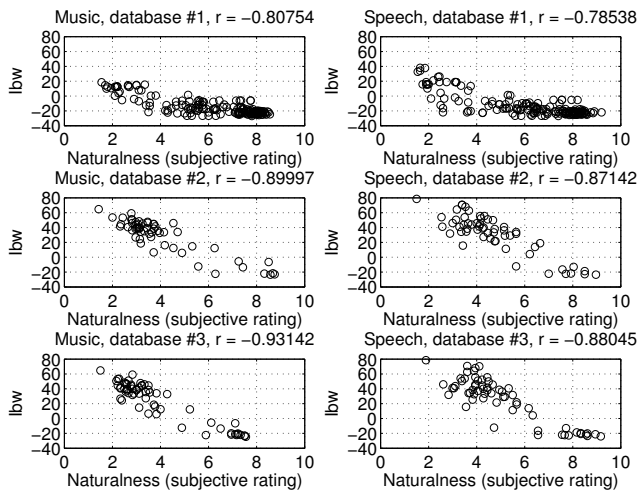 Music, database #1, r = −0.80754
80
60
40
20
0
−20
−40
lbw
0 2 4 6 8 10
Naturalness (subjective rating)
Speech, database #1, r = −0.78538
80
60
40
20
0
−20
−40
lbw
0 2 4 6 8 10
Naturalness (subjective rating)
Music, database #2, r = −0.89997
80
60
40
20
0
−20
−40
lbw
0 2 4 6 8 10
Naturalness (subjective rating)
Speech, database #2, r = −0.87142
80
60
40
20
0
−20
−40
lbw
0 2 4 6 8 10
Naturalness (subjective rating)
Music, database #3, r = −0.93142
80
60
40
20
0
−20
−40
lbw
0 2 4 6 8 10
Naturalness (subjective rating)
Speech, database #3, r = −0.88045
80
60
40
20
0
−20
−40
lbw
0 2 4 6 8 10
Naturalness (subjective rating)